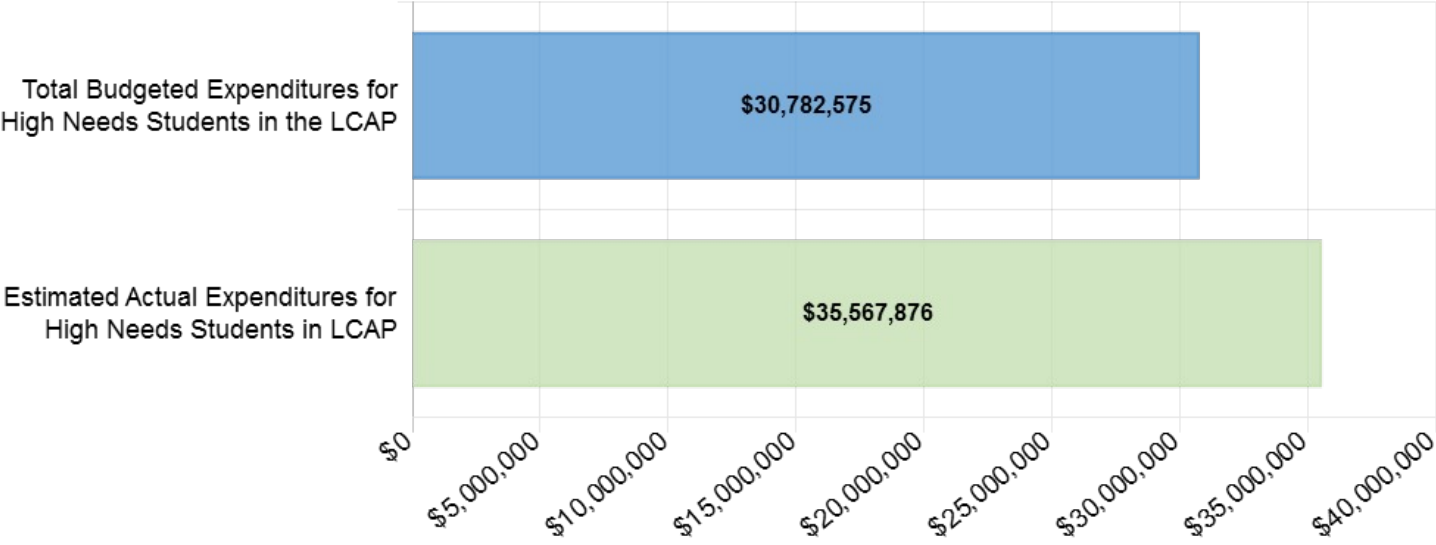 Total Budgeted Expenditures for
High Needs Students in the LCAP
$30,782,575
Estimated Actual Expenditures for
High Needs Students in LCAP
$35,567,876
$0
$5,000,000
$10,000,000
$15,000,000
$20,000,000
$25,000,000
$30,000,000
$35,000,000
$40,000,000